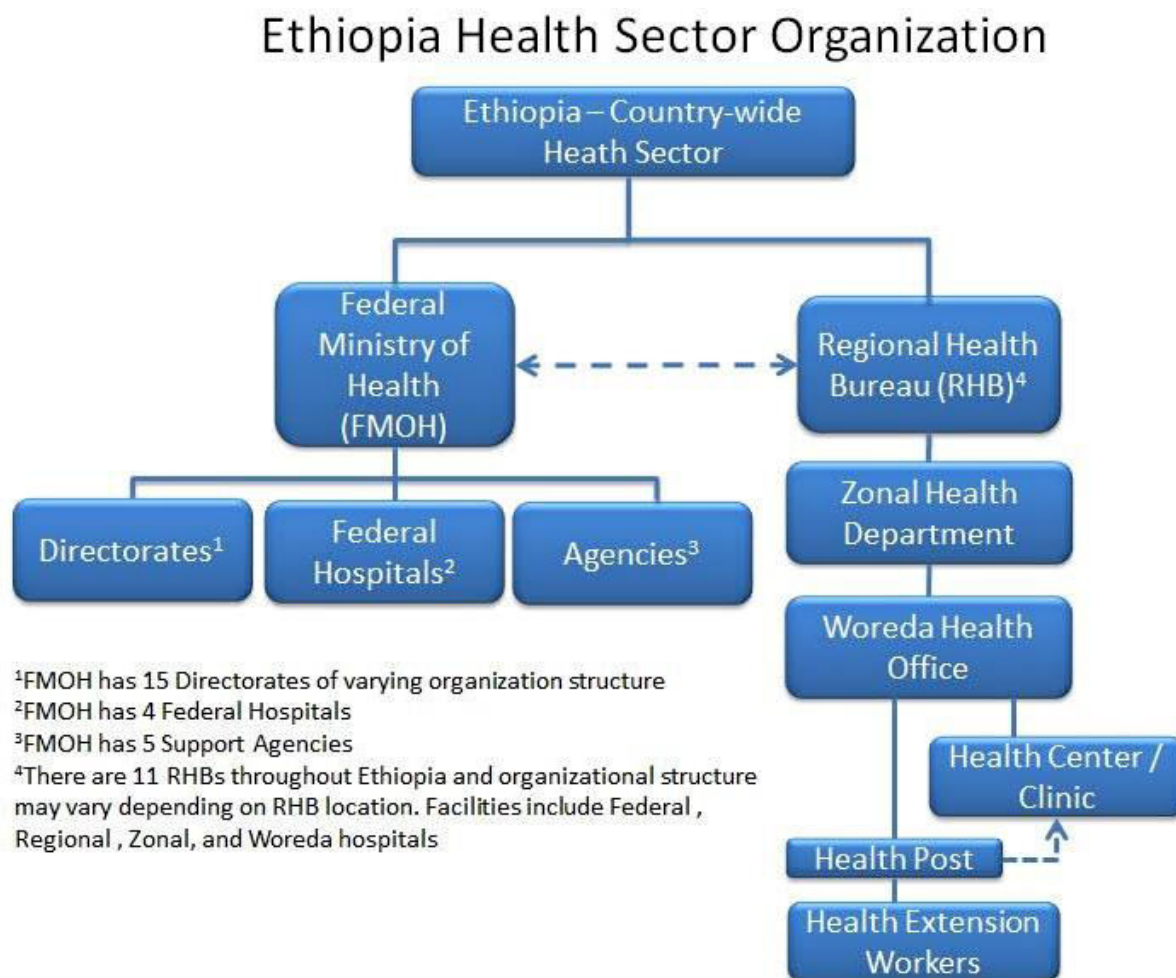 Ethiopia Health Sector Organization
Ethiopia – Country-wide
Heath Sector
Federal
Ministry of
Health
(FMOH)
Regional Health
Bureau (RHB)⁴
Directorates¹
Federal
Hospitals²
Agencies³
Zonal Health
Department
Woreda Health
Office
Health Center /
Clinic
Health Post
Health Extension
Workers
¹FMOH has 15 Directorates of varying organization structure
²FMOH has 4 Federal Hospitals
³FMOH has 5 Support Agencies
⁴There are 11 RHBs throughout Ethiopia and organizational structure
may vary depending on RHB location. Facilities include Federal ,
Regional , Zonal, and Woreda hospitals